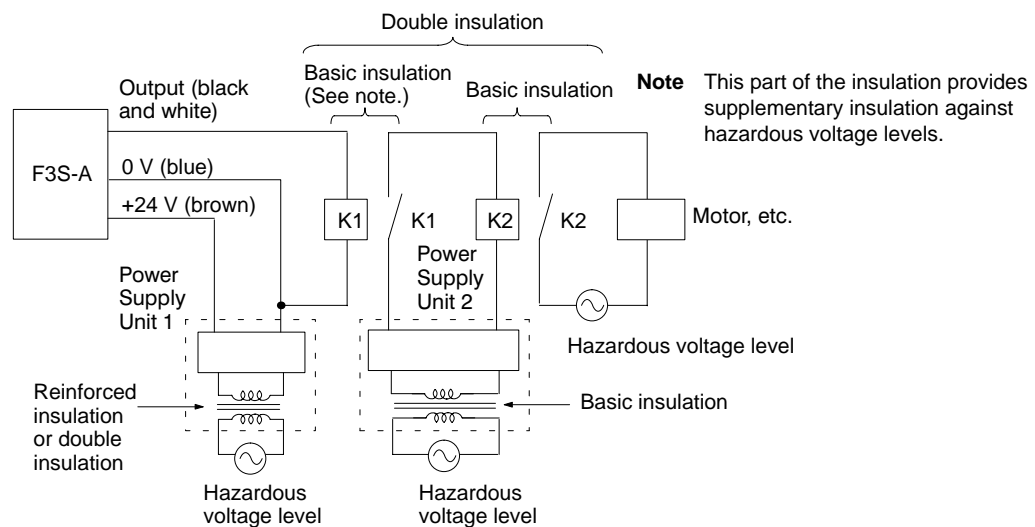 Double insulation
Basic insulation
(See note.)
Basic insulation
Note This part of the insulation provides
supplementary insulation against
hazardous voltage levels.
Output (black
and white)
F3S-A
0 V (blue)
+24 V (brown)
K1
K1
K2
K2
Motor, etc.
Power
Supply
Unit 1
Power
Supply
Unit 2
Hazardous voltage level
Reinforced
insulation
or double
insulation
Basic insulation
Hazardous
voltage level
Hazardous
voltage level